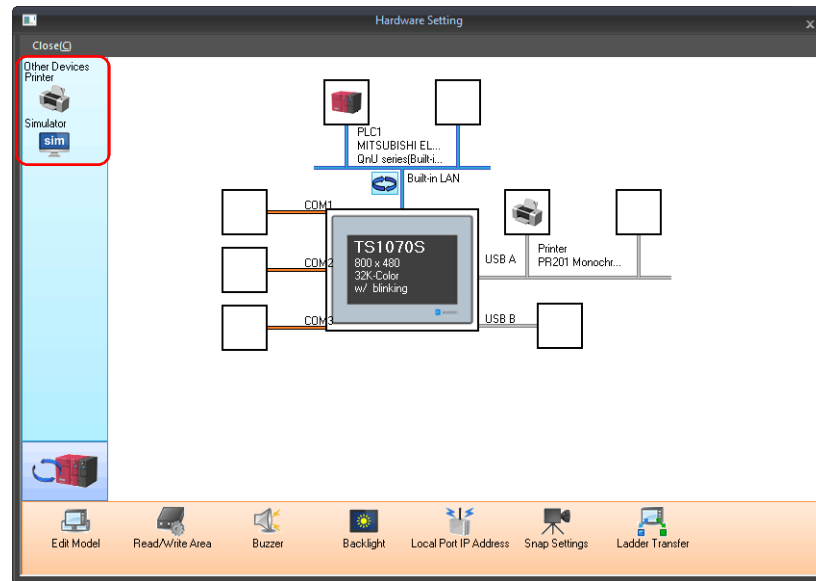 Hardware Setting
x
Close(C)
Other Devices
Printer
Simulator
sim
PLC1
MITSUBISHI EL...
QnU series(Built-i...
Built-in LAN
COM1
COM2
COM3
TS1070S
800 x 480
32K-Color
w/ blinking
USB A
Printer
PR201 Monochr...
USB B
Edit Model
Read/Write Area
Buzzer
Backlight
Local Port IP Address
Snap Settings
Ladder Transfer